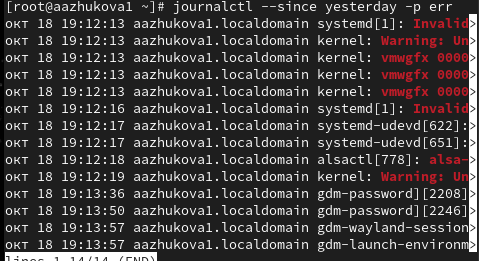 [root@aazhukova1 ~]# journalctl --since yesterday -p err
окт 18 19:12:13 aazhukova1.localdomain systemd[1]: Invalid>
окт 18 19:12:13 aazhukova1.localdomain kernel: Warning: Un>
окт 18 19:12:13 aazhukova1.localdomain kernel: vmwgfx 0000>
окт 18 19:12:13 aazhukova1.localdomain kernel: vmwgfx 0000>
окт 18 19:12:13 aazhukova1.localdomain kernel: vmwgfx 0000>
окт 18 19:12:16 aazhukova1.localdomain systemd[1]: Invalid>
окт 18 19:12:17 aazhukova1.localdomain systemd-udevd[622]:>
окт 18 19:12:17 aazhukova1.localdomain systemd-udevd[651]:>
окт 18 19:12:18 aazhukova1.localdomain alsactl[778]: alsa->
окт 18 19:12:19 aazhukova1.localdomain kernel: Warning: Un>
окт 18 19:13:36 aazhukova1.localdomain gdm-password][2208]>
окт 18 19:13:50 aazhukova1.localdomain gdm-password][2246]>
окт 18 19:13:57 aazhukova1.localdomain gdm-wayland-session>
окт 18 19:13:57 aazhukova1.localdomain gdm-launch-environm>
lines 1-14/14 (END)